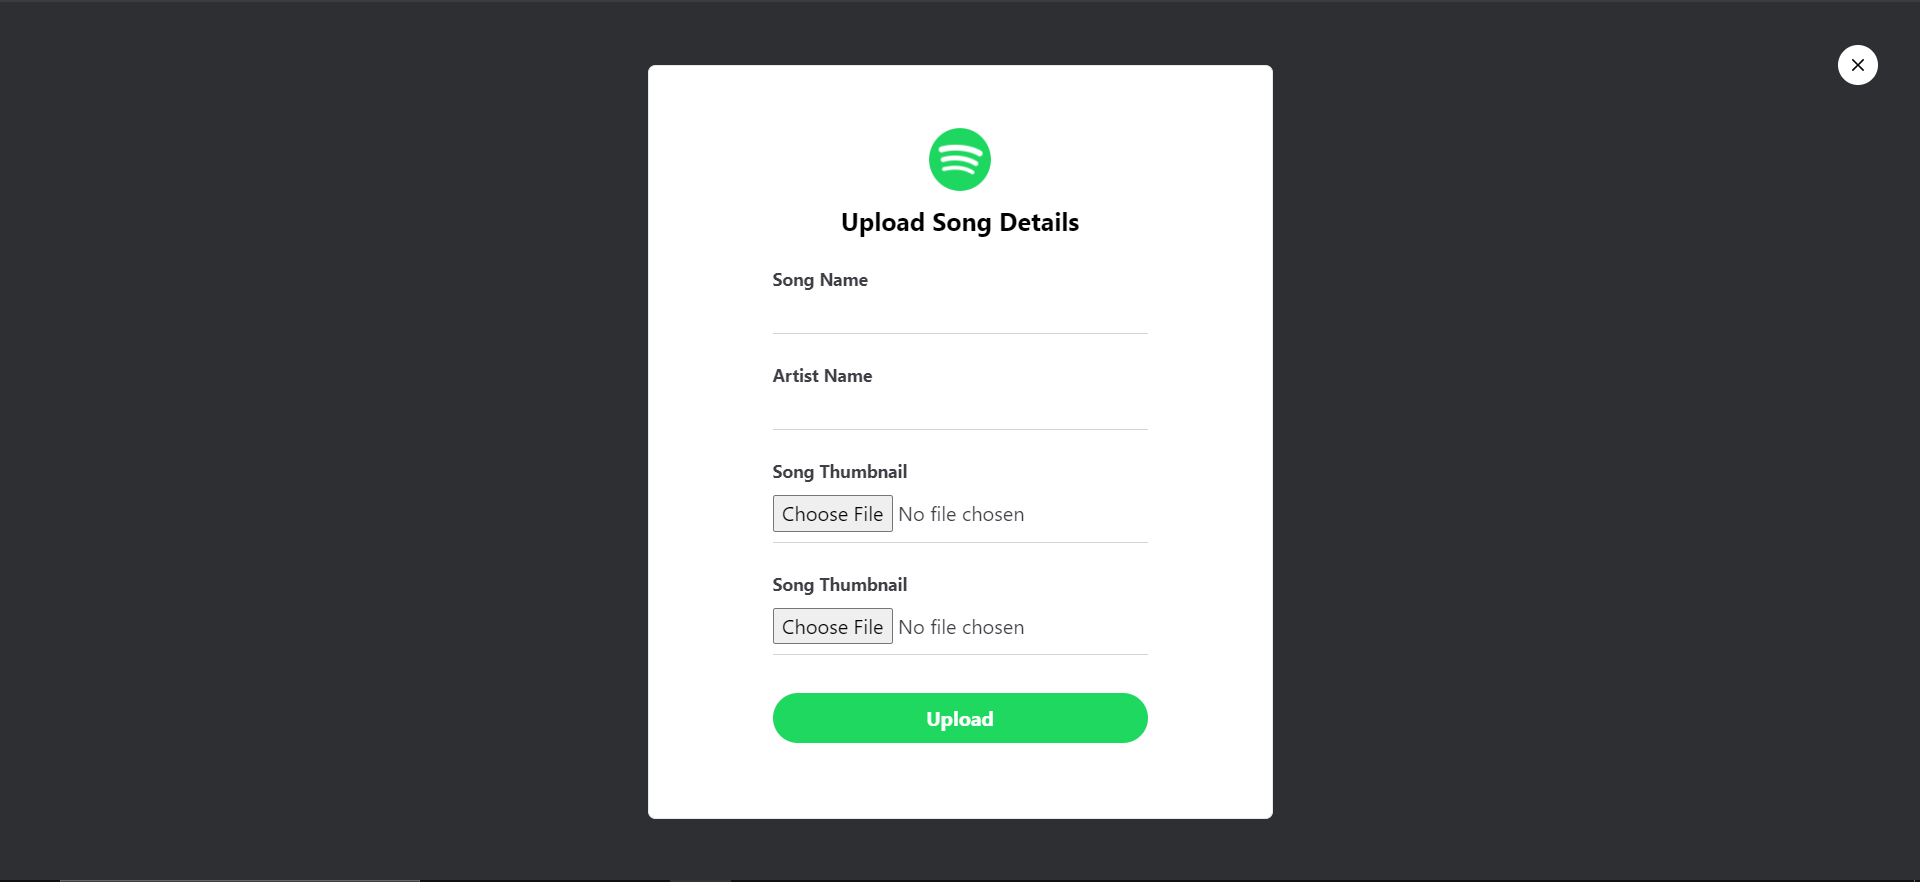 Upload Song Details
Song Name
Artist Name
Song Thumbnail
Choose File No file chosen
Song Thumbnail
Choose File No file chosen
Upload